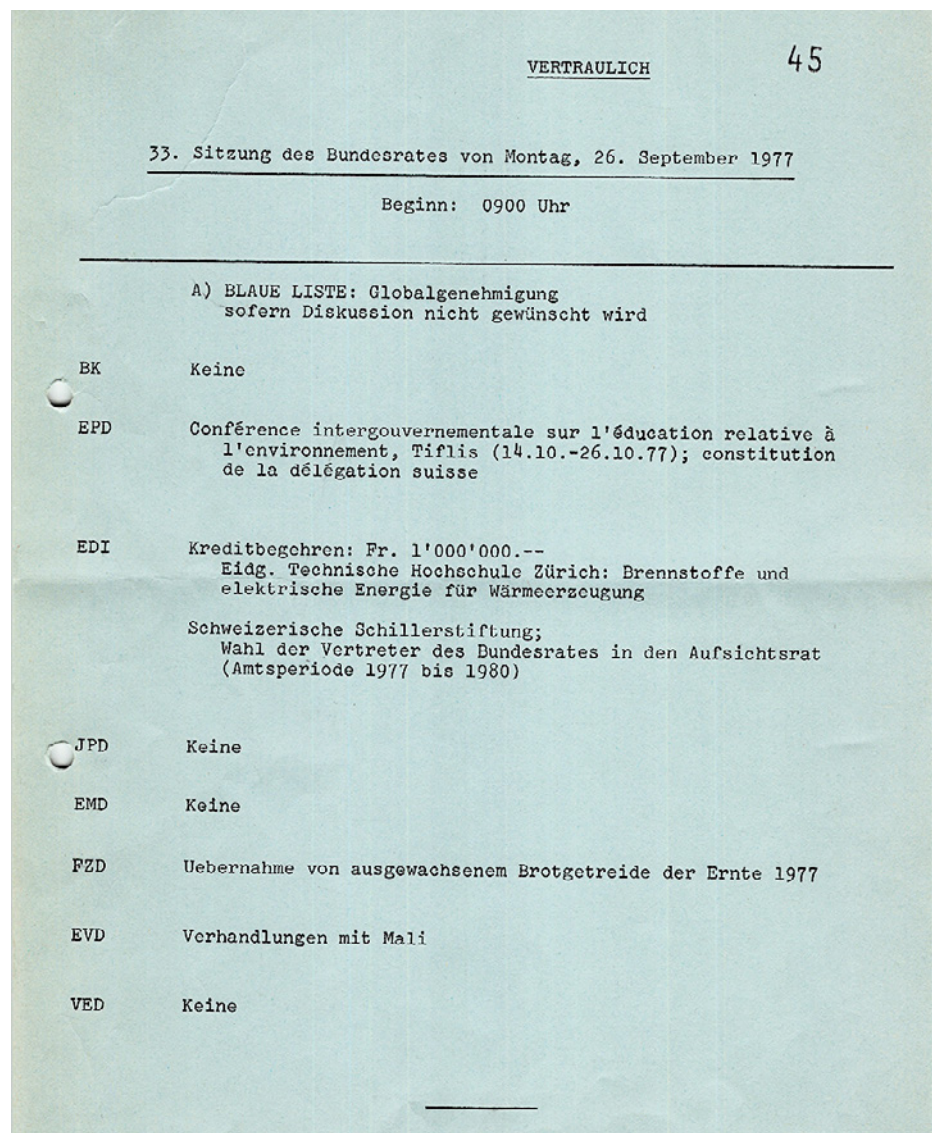 VERTRAULICH 45
33. Sitzung des Bundesrates von Montag, 26. September 1977
Beginn: 0900 Uhr
A) BLAUE LISTE: Globalgenehmigung
sofern Diskussion nicht gewünscht wird
BK Keine
EPD Conférence intergouvernementale sur l'éducation relative à
l'environnement, Tiflis (14.10.-26.10.77); constitution
de la délégation suisse
EDI Kreditbegehren: Fr. 1'000'000.--
Eidg. Technische Hochschule Zürich: Brennstoffe und
elektrische Energie für Wärmeerzeugung
Schweizerische Schillerstiftung;
Wahl der Vertreter des Bundesrates in den Aufsichtsrat
(Amtsperiode 1977 bis 1980)
JPD Keine
EMD Keine
FZD Uebernahme von ausgewachsenem Brotgetreide der Ernte 1977
EVD Verhandlungen mit Mali
VED Keine